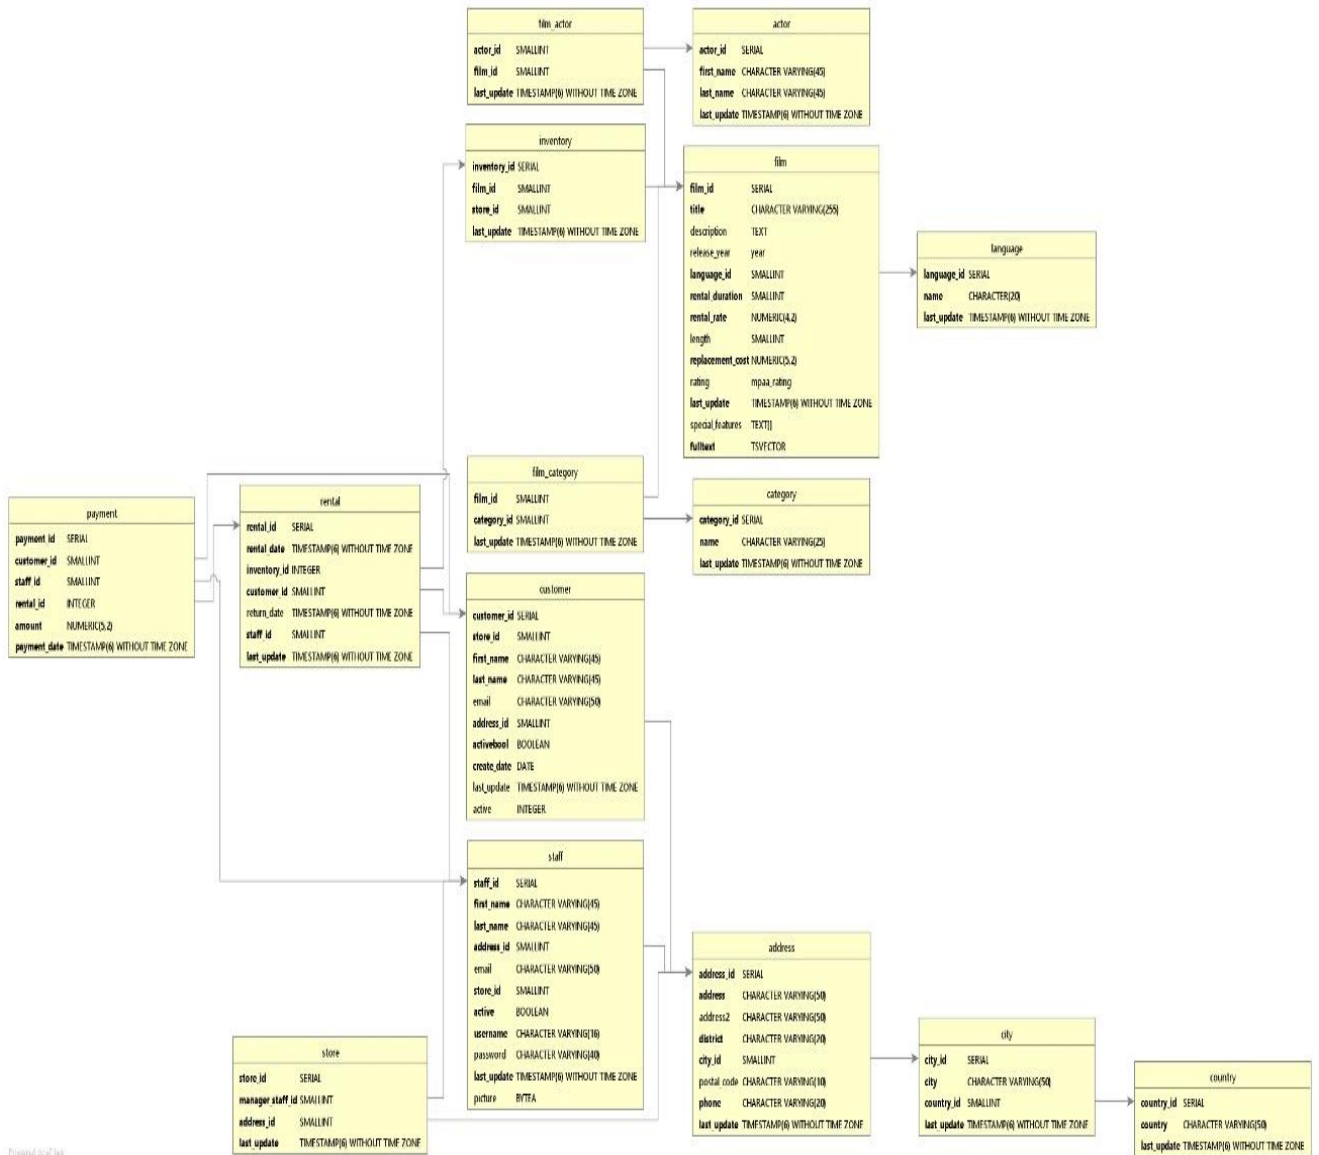 film_actor
actor_id SMALLINT
film_id SMALLINT
last_update TIMESTAMP(6) WITHOUT TIME ZONE
actor
actor_id SERIAL
first_name CHARACTER VARYING(45)
last_name CHARACTER VARYING(45)
last_update TIMESTAMP(6) WITHOUT TIME ZONE
inventory
inventory_id SERIAL
film_id SMALLINT
store_id SMALLINT
last_update TIMESTAMP(6) WITHOUT TIME ZONE
film
film_id SERIAL
title CHARACTER VARYING(255)
description TEXT
release_year year
language_id SMALLINT
rental_duration SMALLINT
rental_rate NUMERIC(4,2)
length SMALLINT
replacement_cost NUMERIC(5,2)
rating mpaa_rating
last_update TIMESTAMP(6) WITHOUT TIME ZONE
special_features TEXT[]
fulltext TSVECTOR
language
language_id SERIAL
name CHARACTER(20)
last_update TIMESTAMP(6) WITHOUT TIME ZONE
film_category
film_id SMALLINT
category_id SMALLINT
last_update TIMESTAMP(6) WITHOUT TIME ZONE
category
category_id SERIAL
name CHARACTER VARYING(25)
last_update TIMESTAMP(6) WITHOUT TIME ZONE
payment
payment_id SERIAL
customer_id SMALLINT
staff_id SMALLINT
rental_id INTEGER
amount NUMERIC(5,2)
payment_date TIMESTAMP(6) WITHOUT TIME ZONE
rental
rental_id SERIAL
rental_date TIMESTAMP(6) WITHOUT TIME ZONE
inventory_id INTEGER
customer_id SMALLINT
return_date TIMESTAMP(6) WITHOUT TIME ZONE
staff_id SMALLINT
last_update TIMESTAMP(6) WITHOUT TIME ZONE
customer
customer_id SERIAL
store_id SMALLINT
first_name CHARACTER VARYING(45)
last_name CHARACTER VARYING(45)
email CHARACTER VARYING(50)
address_id SMALLINT
activebool BOOLEAN
create_date DATE
last_update TIMESTAMP(6) WITHOUT TIME ZONE
active INTEGER
staff
staff_id SERIAL
first_name CHARACTER VARYING(45)
last_name CHARACTER VARYING(45)
address_id SMALLINT
email CHARACTER VARYING(50)
store_id SMALLINT
active BOOLEAN
username CHARACTER VARYING(16)
password CHARACTER VARYING(40)
last_update TIMESTAMP(6) WITHOUT TIME ZONE
picture BYTEA
address
address_id SERIAL
address CHARACTER VARYING(50)
address2 CHARACTER VARYING(50)
district CHARACTER VARYING(20)
city_id SMALLINT
postal_code CHARACTER VARYING(10)
phone CHARACTER VARYING(20)
last_update TIMESTAMP(6) WITHOUT TIME ZONE
store
store_id SERIAL
manager_staff_id SMALLINT
address_id SMALLINT
last_update TIMESTAMP(6) WITHOUT TIME ZONE
city
city_id SERIAL
city CHARACTER VARYING(50)
country_id SMALLINT
last_update TIMESTAMP(6) WITHOUT TIME ZONE
country
country_id SERIAL
country CHARACTER VARYING(50)
last_update TIMESTAMP(6) WITHOUT TIME ZONE